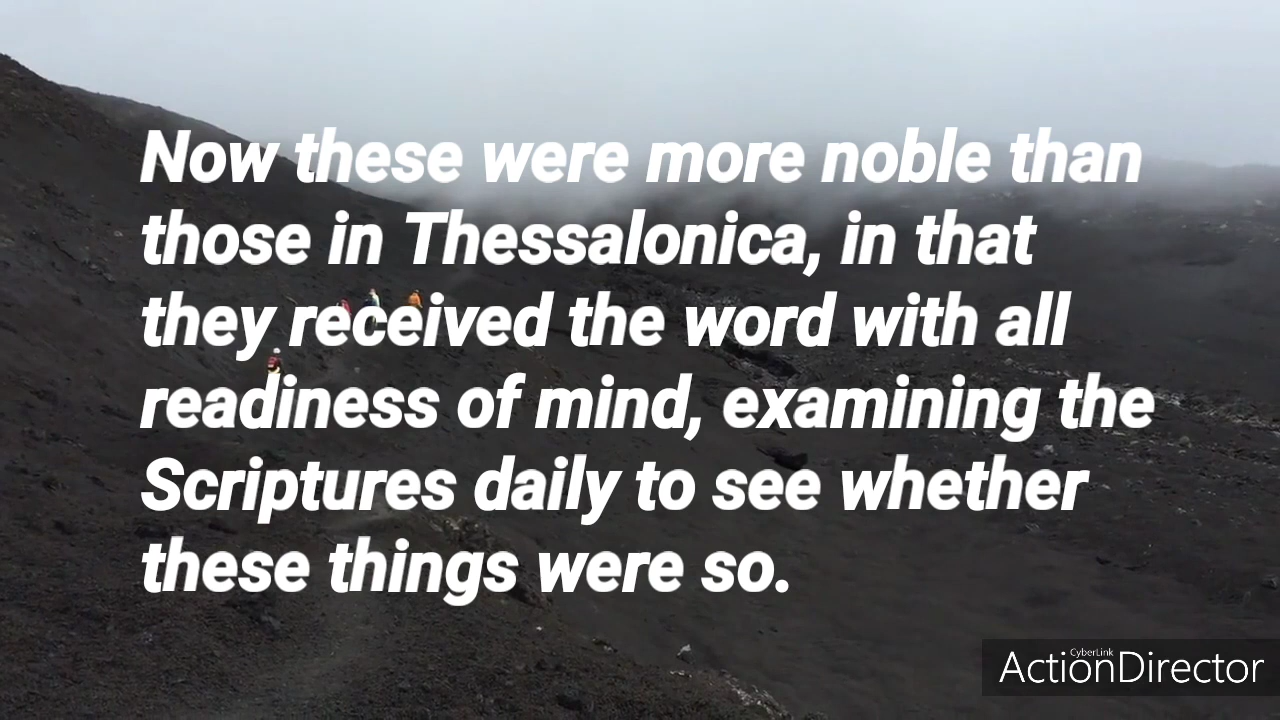 Now these were more noble than
those in Thessalonica, in that
they received the word with all
readiness of mind, examining the
Scriptures daily to see whether
these things were so.
CyberLink
ActionDirector